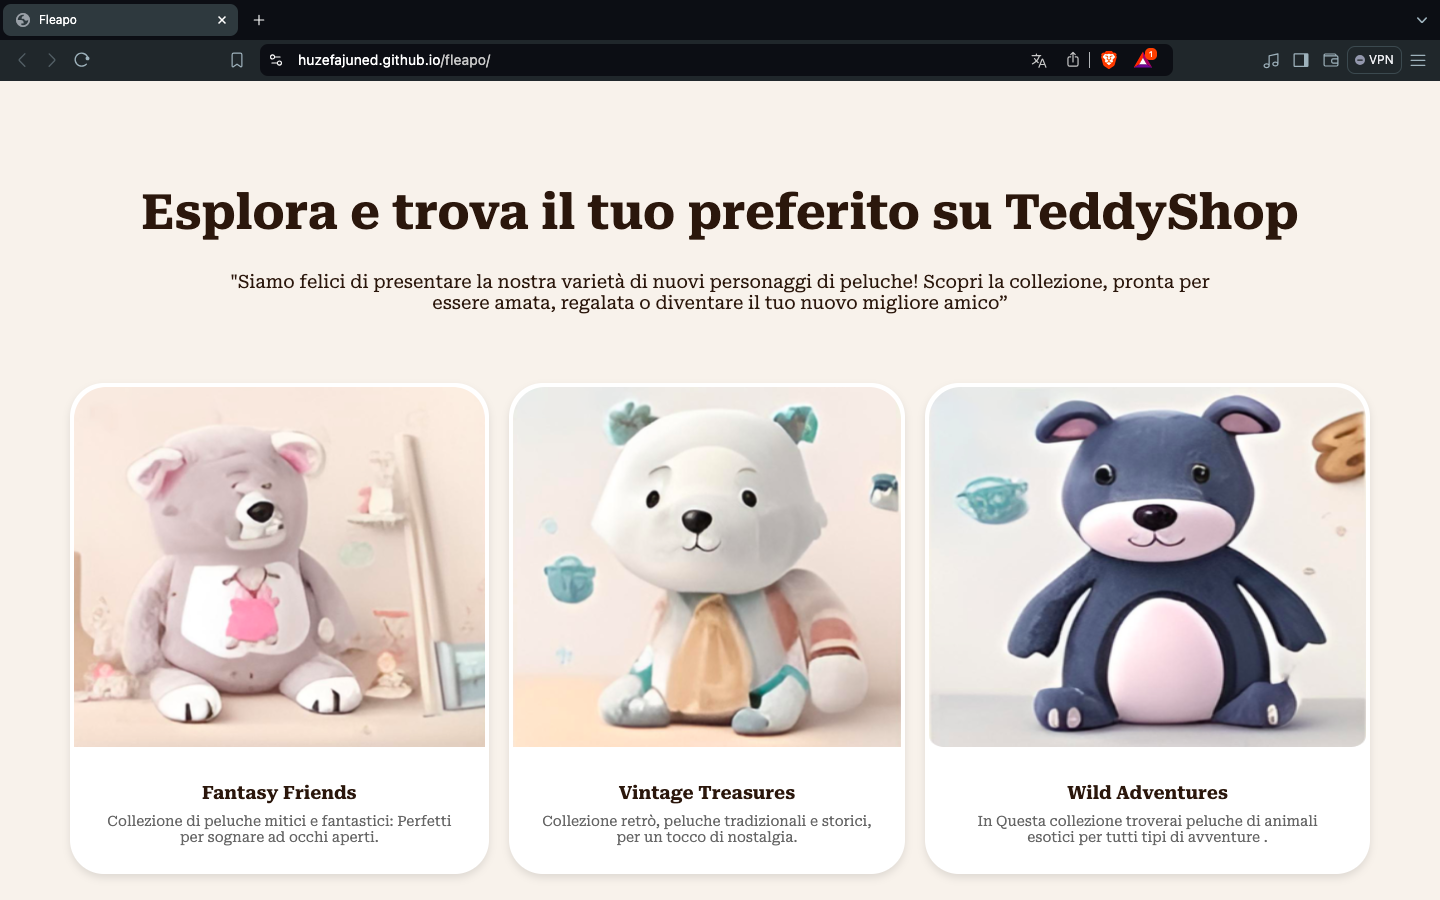 Fleapo
huzefajuned.github.io/fleapo/
1
VPN
Esplora e trova il tuo preferito su TeddyShop
"Siamo felici di presentare la nostra varietà di nuovi personaggi di peluche! Scopri la collezione, pronta per
essere amata, regalata o diventare il tuo nuovo migliore amico”
Fantasy Friends
Collezione di peluche mitici e fantastici: Perfetti
per sognare ad occhi aperti.
Vintage Treasures
Collezione retrò, peluche tradizionali e storici,
per un tocco di nostalgia.
Wild Adventures
In Questa collezione troverai peluche di animali
esotici per tutti tipi di avventure .